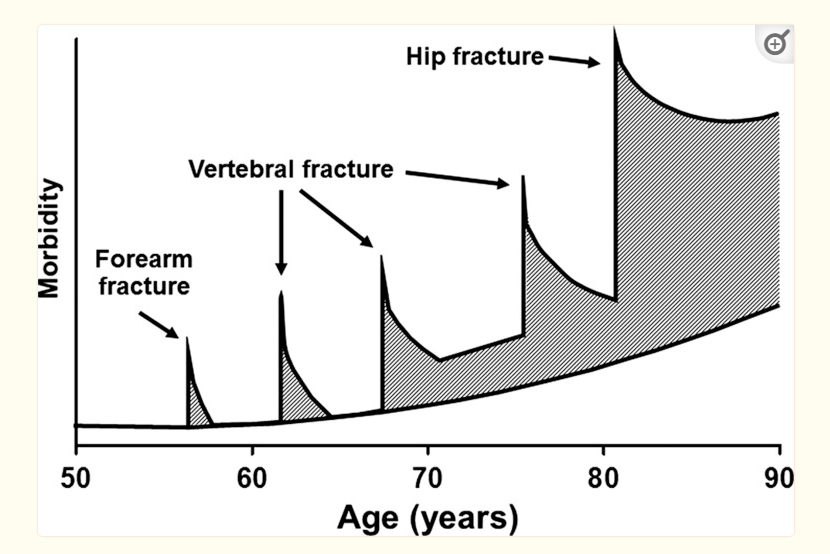 Hip fracture
Vertebral fracture
Forearm
fracture
Morbidity
50 60 70 80 90
Age (years)